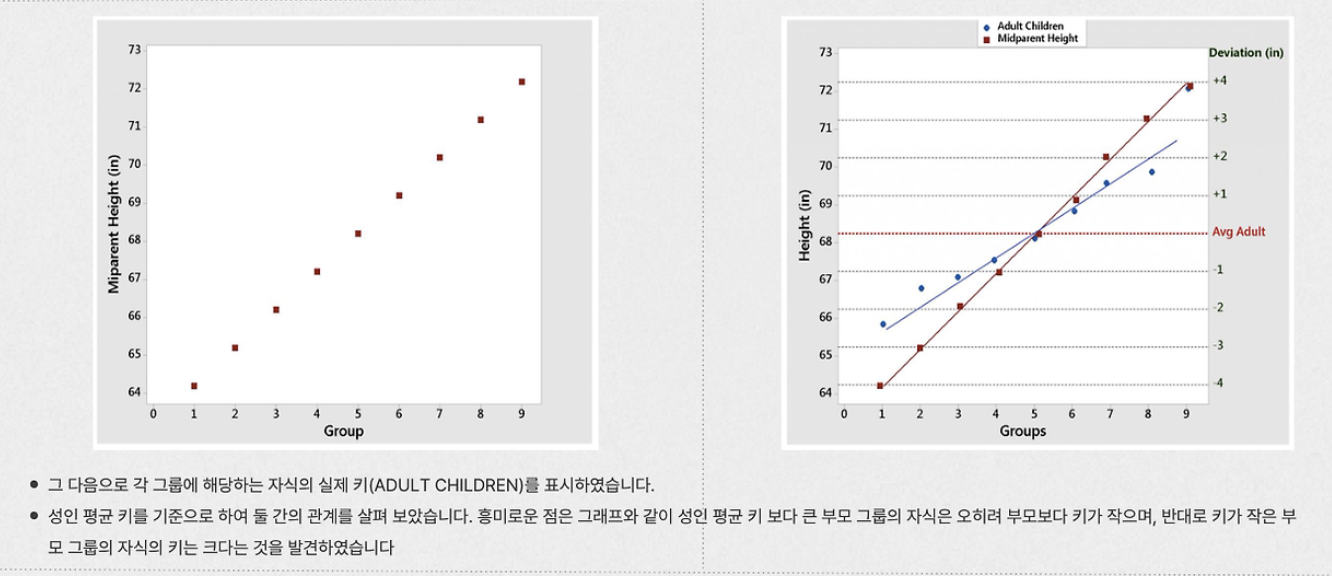 73
72
71
70
69
68
67
66
65
64
Miparent Height (in)
0 1 2 3 4 5 6 7 8 9
Group
Adult Children
Midparent Height
Deviation (in)
73
72
71
70
69
68
67
66
65
64
Height (in)
+4
+3
+2
+1
Avg Adult
-1
-2
-3
-4
0 1 2 3 4 5 6 7 8 9
Groups
● 그 다음으로 각 그룹에 해당하는 자식의 실제 키(ADULT CHILDREN)를 표시하였습니다.
● 성인 평균 키를 기준으로 하여 둘 간의 관계를 살펴 보았습니다. 흥미로운 점은 그래프와 같이 성인 평균 키 보다 큰 부모 그룹의 자식은 오히려 부모보다 키가 작으며, 반대로 키가 작은 부
모 그룹의 자식의 키는 크다는 것을 발견하였습니다